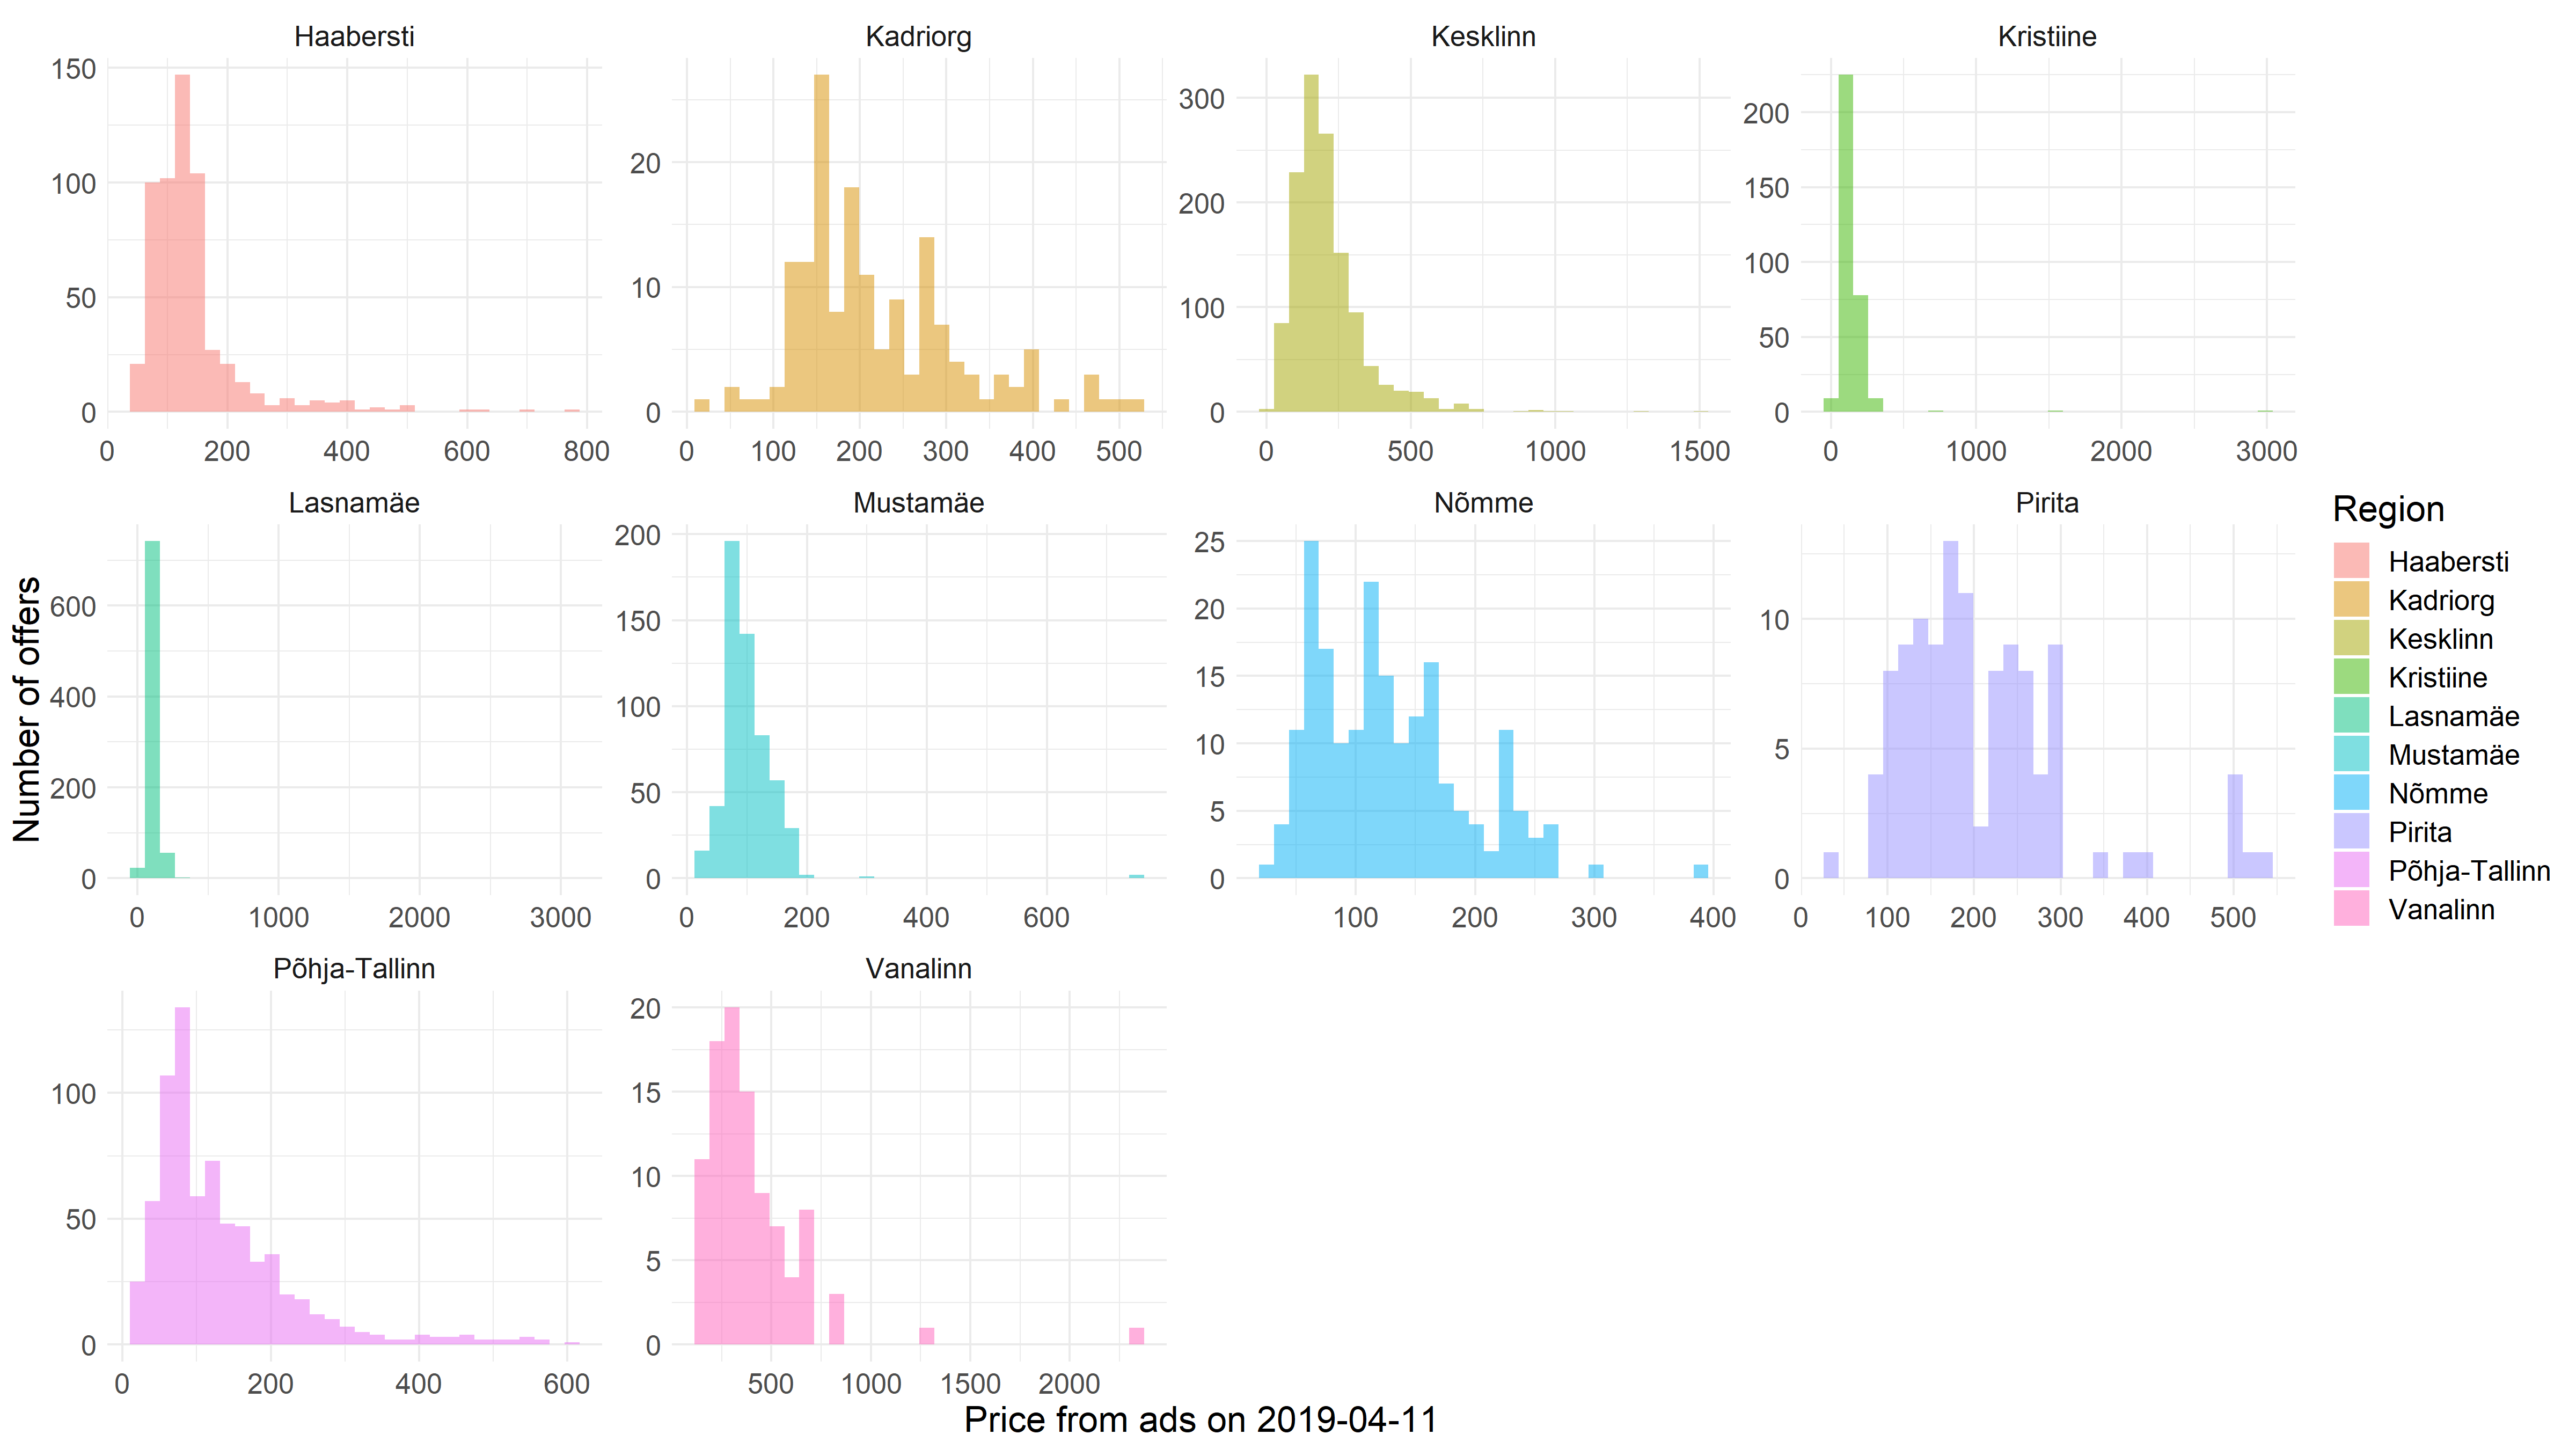 Haabersti
Kadriorg
Kesklinn
Kristiine
150
100
50
0
0 200 400 600 800
20
10
0
0 100 200 300 400 500
300
200
100
0
0 500 1000 1500
200
150
100
50
0
0 1000 2000 3000
Lasnamäe
Mustamäe
Nõmme
Pirita
600
400
200
0
0 1000 2000 3000
200
150
100
50
0
0 200 400 600
25
20
15
10
5
0
100 200 300 400
10
5
0
0 100 200 300 400 500
Põhja-Tallinn
Vanalinn
100
50
0
0 200 400 600
20
15
10
5
0
500 1000 1500 2000
Number of offers
Price from ads on 2019-04-11
Region
Haabersti
Kadriorg
Kesklinn
Kristiine
Lasnamäe
Mustamäe
Nõmme
Pirita
Põhja-Tallinn
Vanalinn